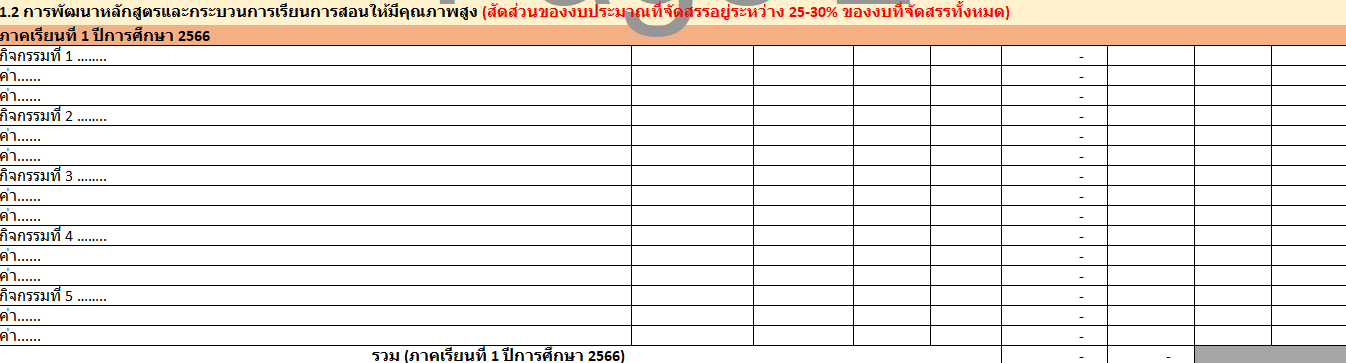 1.2 การพัฒนาหลักสูตรและกระบวนการเรียนการสอนให้มีคุณภาพสูง (สัดส่วนของงบประมาณที่จัดสรรอยู่ระหว่าง 25-30% ของงบที่จัดสรรทั้งหมด)
ภาคเรียนที่ 1 ปีการศึกษา 2566
กิจกรรมที่ 1 ........ -
ค่า...... -
ค่า...... -
กิจกรรมที่ 2 ........ -
ค่า...... -
ค่า...... -
กิจกรรมที่ 3 ........ -
ค่า...... -
ค่า...... -
กิจกรรมที่ 4 ........ -
ค่า...... -
ค่า...... -
กิจกรรมที่ 5 ........ -
ค่า...... -
ค่า...... -
รวม (ภาคเรียนที่ 1 ปีการศึกษา 2566) - -